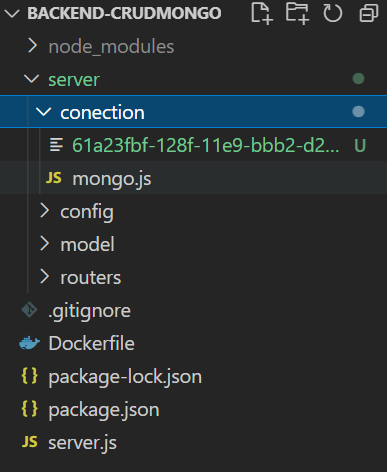 BACKEND-CRUDMONGO
node_modules
server
conection
61a23fbf-128f-11e9-bbb2-d2... U
JS mongo.js
config
model
routers
.gitignore
Dockerfile
{} package-lock.json
{} package.json
JS server.js